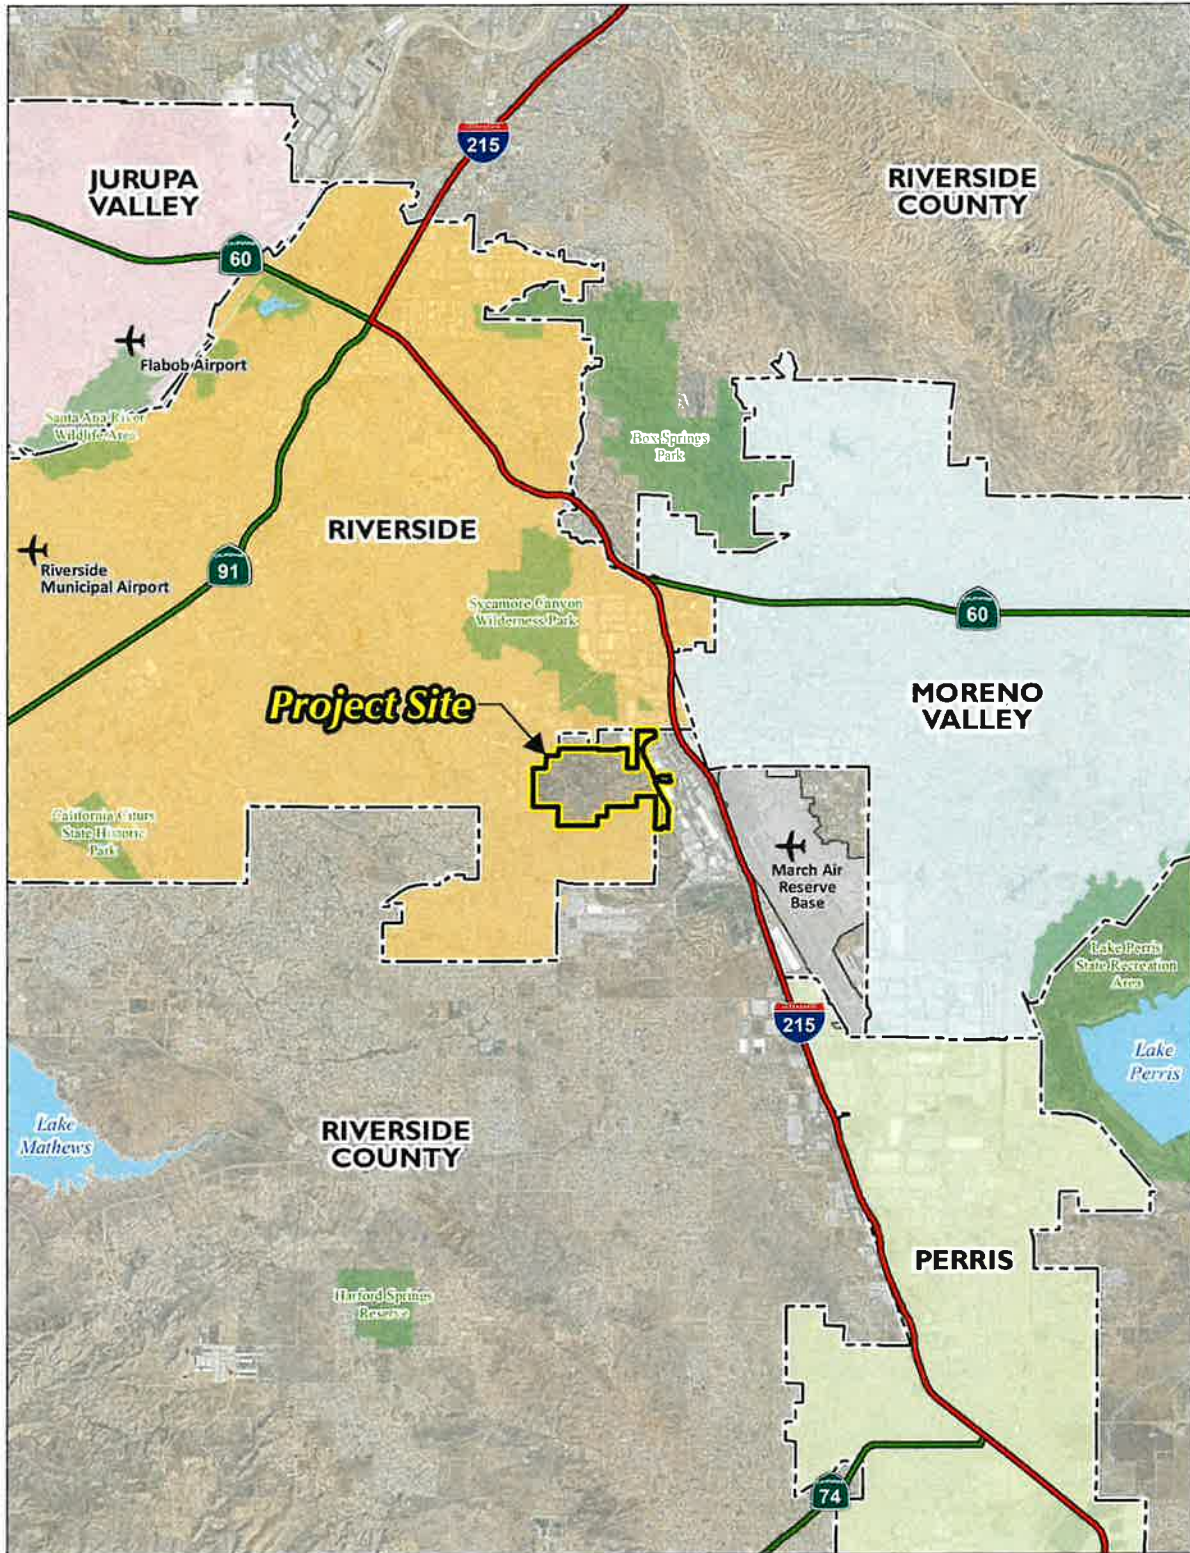 215
JURUPA
VALLEY
RIVERSIDE
COUNTY
60
Flabob Airport
Santa Ana River
Wildlife Area
Box Springs
Park
RIVERSIDE
Riverside
Municipal Airport
91
Sycamore Canyon
Wilderness Park
60
Project Site
MORENO
VALLEY
California Citrus
State Historic
Park
March Air
Reserve
Base
Lake Perris
State Recreation
Area
215
Lake
Perris
Lake
Mathews
RIVERSIDE
COUNTY
PERRIS
Harford Springs
Reserve
74